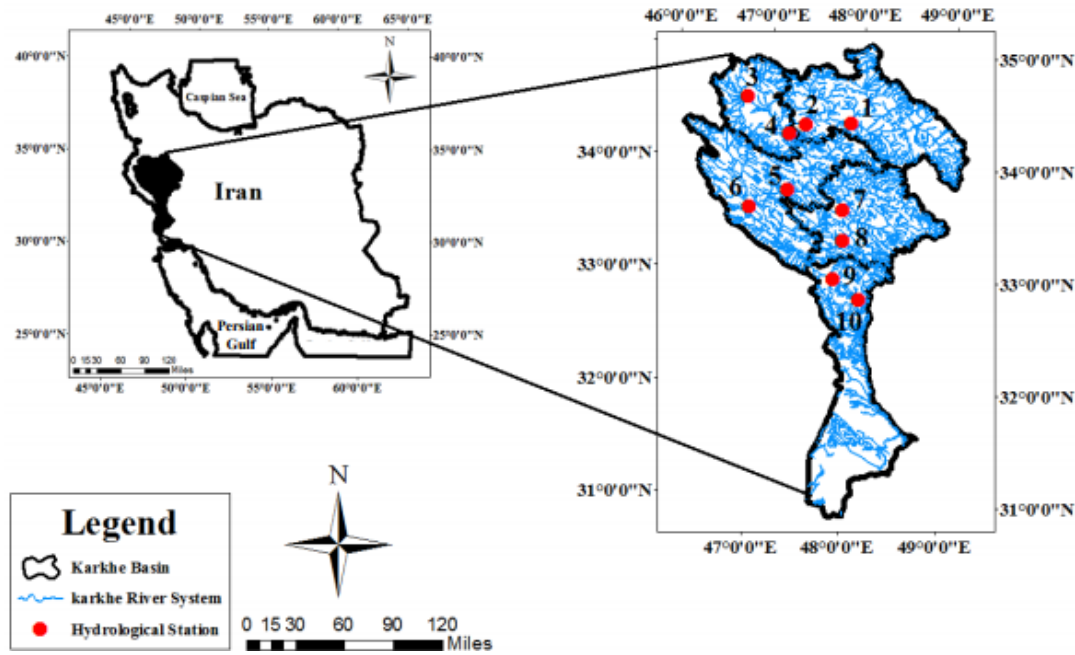 45°0'0"E 50°0'0"E 55°0'0"E 60°0'0"E 65°0'0"E
40°0'0"N
35°0'0"N
30°0'0"N
25°0'0"N
N
Caspian Sea
Iran
Persian
Gulf
0 15 30 60 90 120
Miles
40°0'0"N
35°0'0"N
30°0'0"N
25°0'0"N
45°0'0"E 50°0'0"E 55°0'0"E 60°0'0"E
46°0'0"E 47°0'0"E 48°0'0"E 49°0'0"E
34°0'0"N
33°0'0"N
32°0'0"N
31°0'0"N
3
2
1
4
5
6
7
8
9
10
35°0'0"N
34°0'0"N
33°0'0"N
32°0'0"N
31°0'0"N
47°0'0"E 48°0'0"E 49°0'0"E
Legend
Karkhe Basin
karkhe River System
Hydrological Station
N
0 15 30 60 90 120
Miles